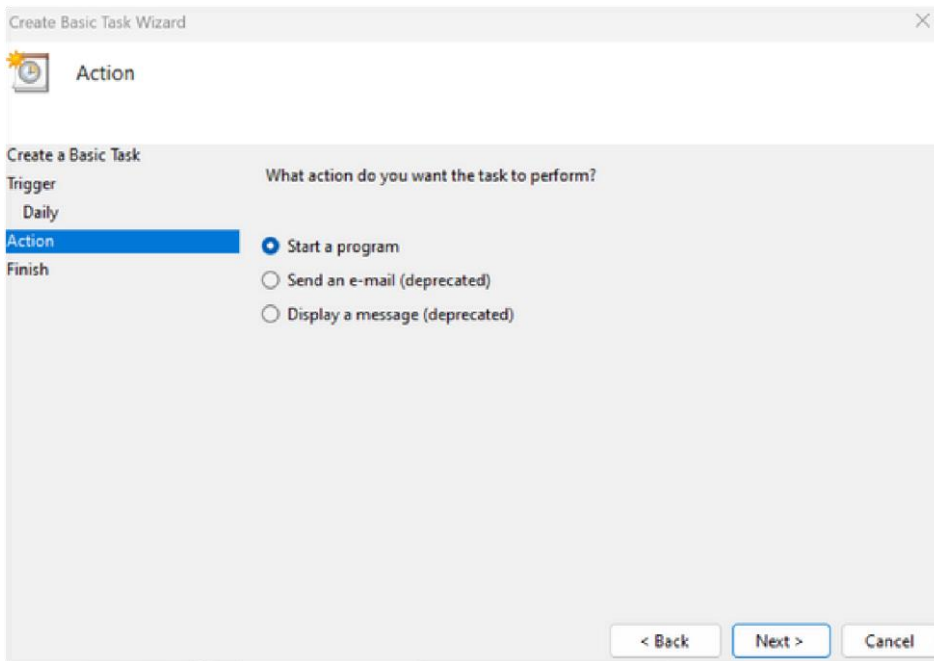 Create Basic Task Wizard
Action
Create a Basic Task
Trigger
Daily
Action
Finish
What action do you want the task to perform?
Start a program
Send an e-mail (deprecated)
Display a message (deprecated)
< Back
Next >
Cancel